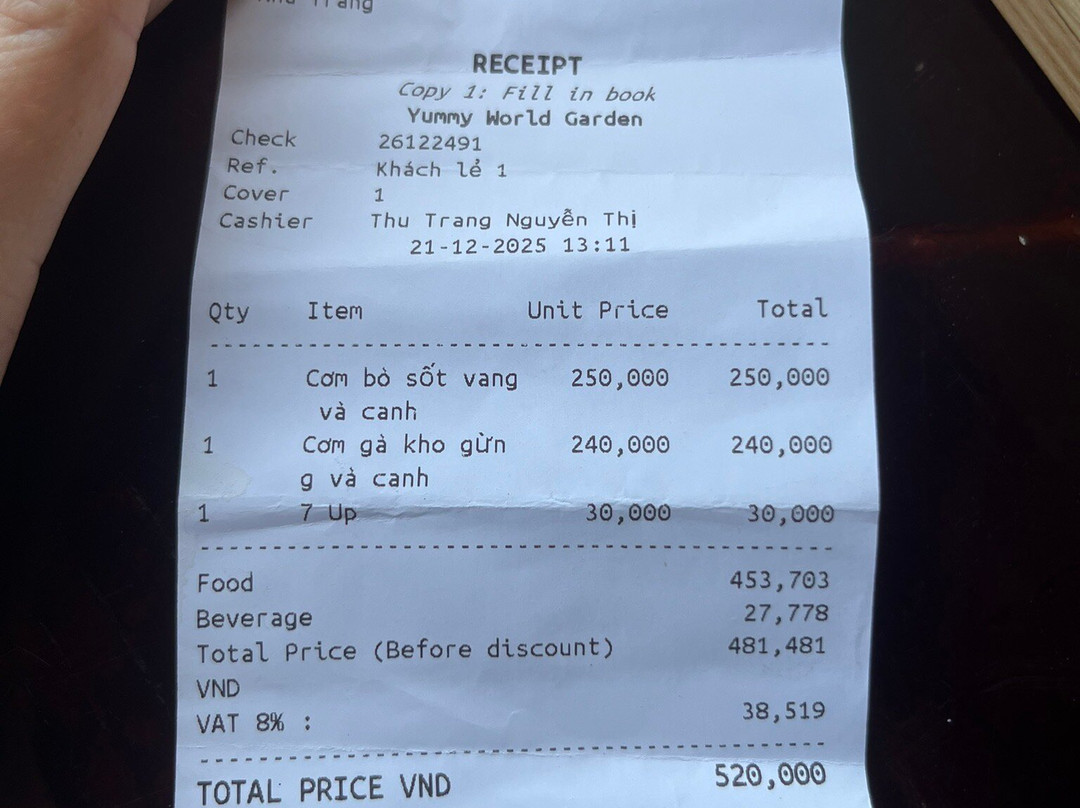 Trang
RECEIPT
Copy 1: Fill in book
Yummy World Garden
Check 26122491
Ref. Khách lẻ 1
Cover 1
Cashier Thu Trang Nguyễn Thị
21-12-2025 13:11
Qty Item Unit Price Total
1 Cơm bò sốt vang 250,000 250,000
và canh
1 Cơm gà kho gừn 240,000 240,000
g và canh
1 7 Up 30,000 30,000
Food 453,703
Beverage 27,778
Total Price (Before discount) 481,481
VND
VAT 8% : 38,519
TOTAL PRICE VND 520,000